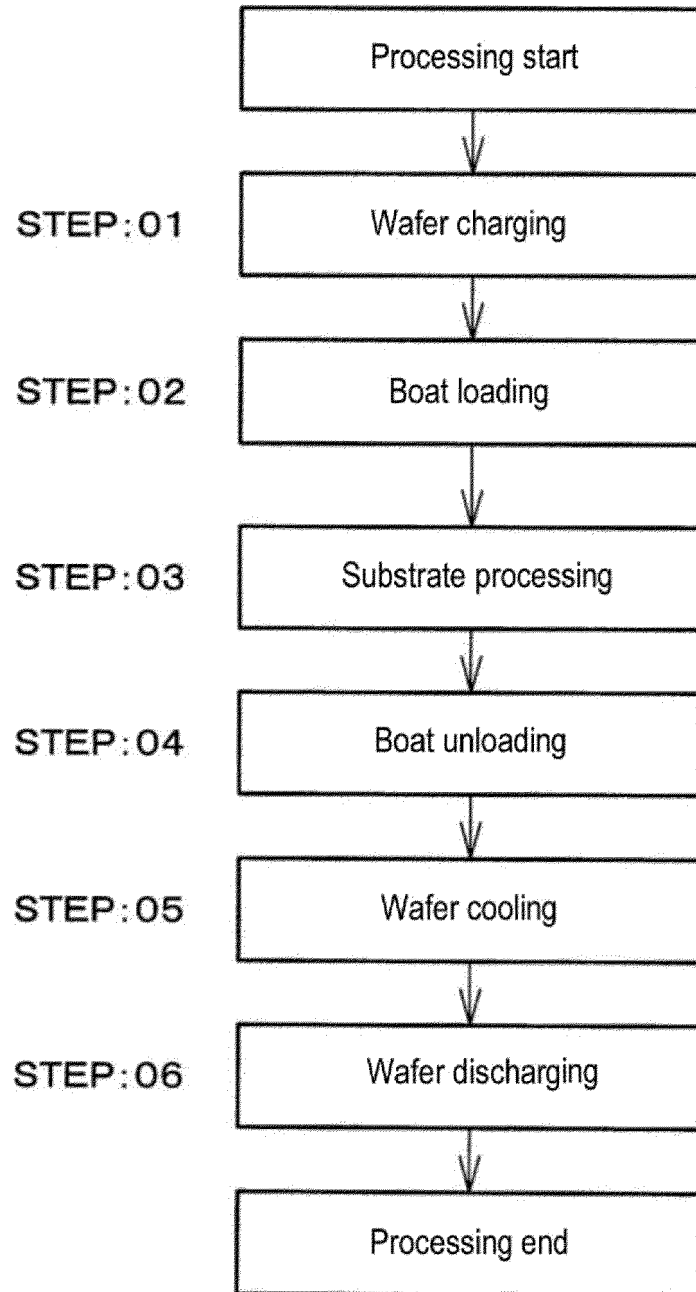 Processing start
STEP:01 Wafer charging
STEP:02 Boat loading
STEP:03 Substrate processing
STEP:04 Boat unloading
STEP:05 Wafer cooling
STEP:06 Wafer discharging
Processing end